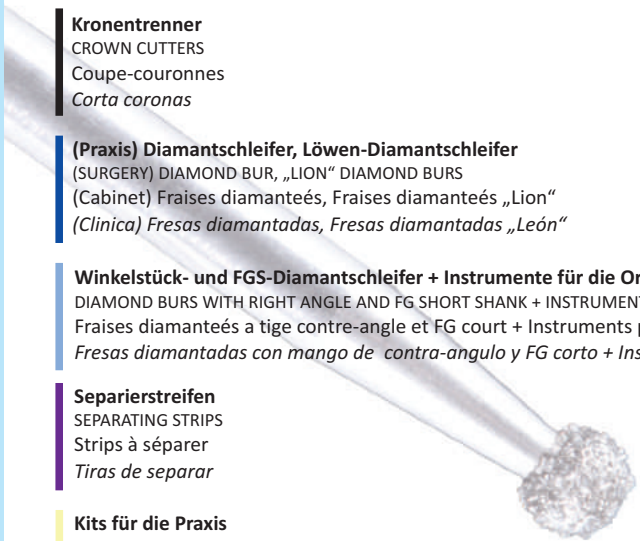 Kronentrenner
CROWN CUTTERS
Coupe-couronnes
Corta coronas
(Praxis) Diamantschleifer, Löwen-Diamantschleifer
(SURGERY) DIAMOND BUR, „LION“ DIAMOND BURS
(Cabinet) Fraises diamanteés, Fraises diamanteés „Lion“
(Clinica) Fresas diamantadas, Fresas diamantadas „León“
Winkelstück- und FGS-Diamantschleifer + Instrumente für die
DIAMOND BURS WITH RIGHT ANGLE AND FG SHORT SHANK +
Fraises diamanteés a tige contre-angle et FG court + Instruments
Fresas diamantadas con mango de contra-angulo y FG corto +
Separierstreifen
SEPARATING STRIPS
Strips à séparer
Tiras de separar
Kits für die Praxis